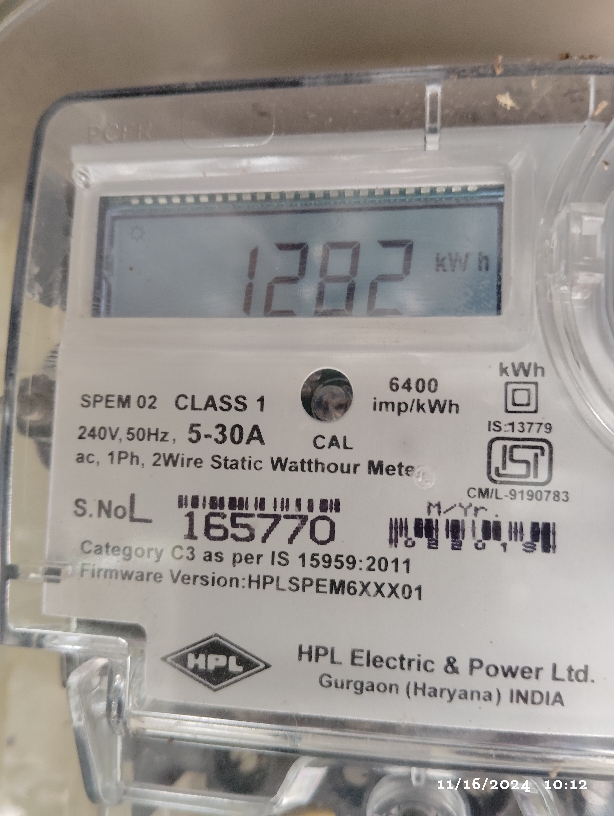 1282 kWh
6400
imp/kWh
kWh
SPEM 02 CLASS 1
240V, 50Hz, 5-30A
CAL
IS:13779
ac, 1Ph, 2Wire Static Watthour Mete
ISI
CM/L-9190783
S.No L 165770
M/Yr.
Category C3 as per IS 15959:2011
Firmware Version:HPLSPEM6XXX01
HPL
HPL Electric & Power Ltd.
Gurgaon (Haryana) INDIA
11/16/2024 10:12